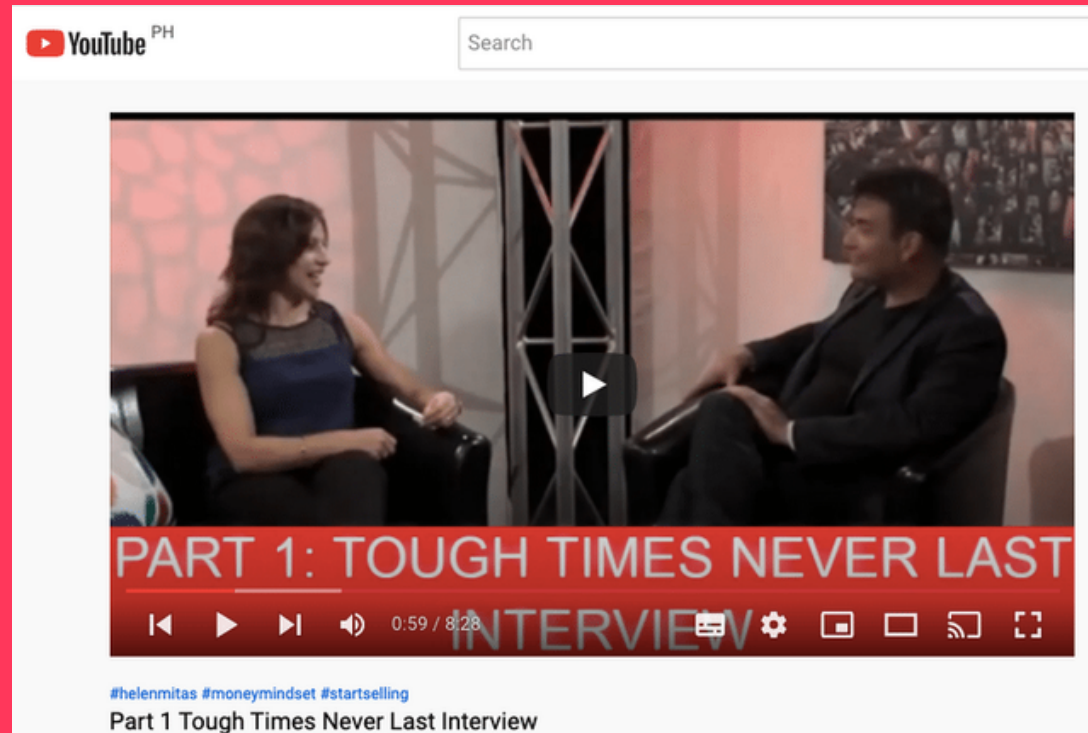 YouTube PH
Search
PART 1: TOUGH TIMES NEVER LAST
INTERVIEW
0:59 / 8:28
#helenmitas #moneymindset #startselling
Part 1 Tough Times Never Last Interview